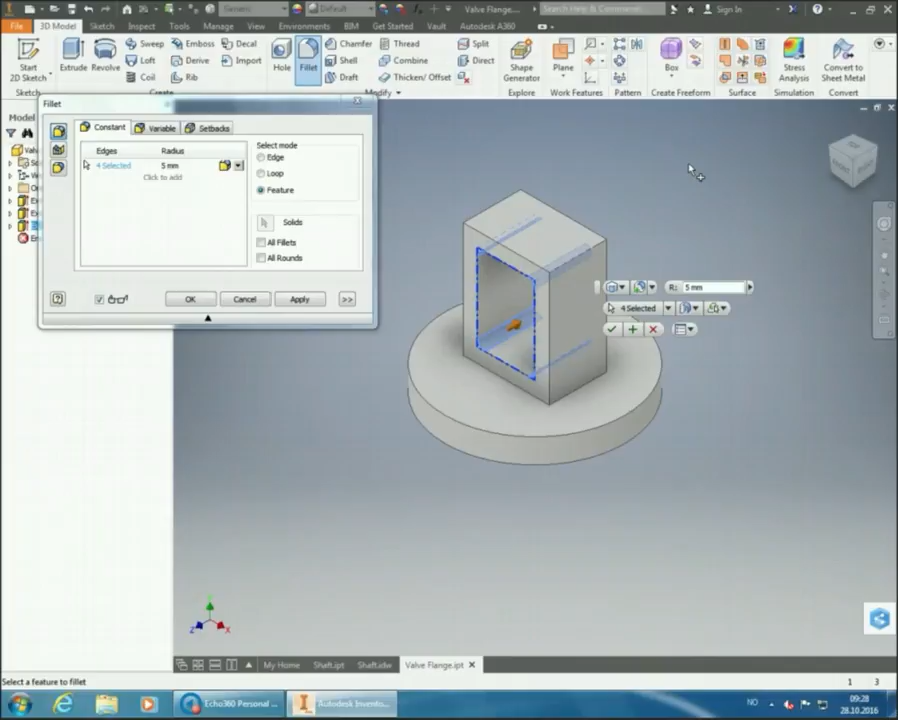 Generic
Default
Valve Flange...
Search Help & Commands...
Sign In
File
3D Model
Sketch
Inspect
Tools
Manage
View
Environments
BIM
Get Started
Vault
Autodesk A360
Start
2D Sketch
Extrude
Revolve
Sweep
Loft
Coil
Emboss
Derive
Rib
Decal
Import
Hole
Fillet
Chamfer
Shell
Draft
Thread
Combine
Thicken/ Offset
Split
Direct
Shape
Generator
Plane
Box
Stress
Analysis
Convert to
Sheet Metal
Sketch
Create
Modify
Explore
Work Features
Pattern
Create Freeform
Surface
Simulation
Convert
Model
Fillet
Constant
Variable
Setbacks
Edges
Radius
4 Selected
5 mm
Click to add
Select mode
Edge
Loop
Feature
Solids
All Fillets
All Rounds
OK
Cancel
Apply
>>
R:
5 mm
4 Selected
TOP
Y
Z
X
My Home
Shaft.ipt
Shaft.idw
Valve Flange.ipt
Select a feature to fillet
1
3
Echo360 Personal ...
Autodesk Invento...
NO
09:28
28.10.2016